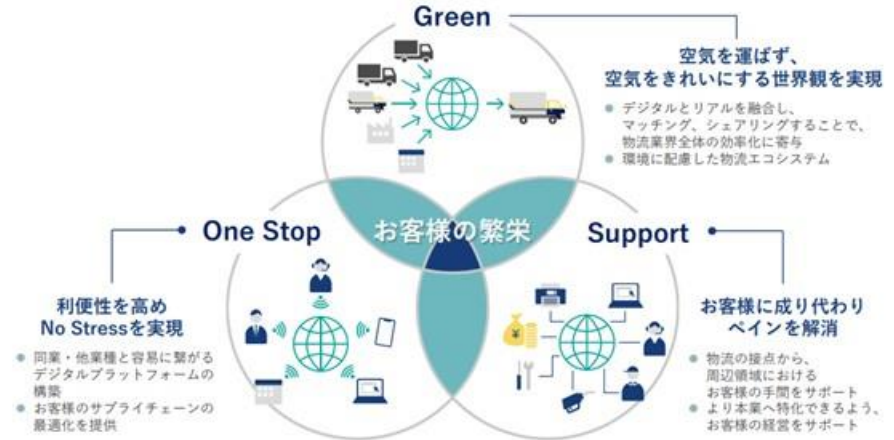 Green
空気を運ばず、
空気をきれいにする世界観を実現
デジタルとリアルを融合し、
マッチング、シェアリングすることで、
物流業界全体の効率化に寄与
環境に配慮した物流エコシステム
One Stop
お客様の繁栄
Support
利便性を高め
No Stressを実現
同業・他業種と容易に繋がる
デジタルプラットフォームの
構築
お客様のサプライチェーンの
最適化を提供
お客様に成り代わり
ペインを解消
物流の接点から、
周辺領域における
お客様の手間をサポート
より本業へ特化できるよう、
お客様の経営をサポート